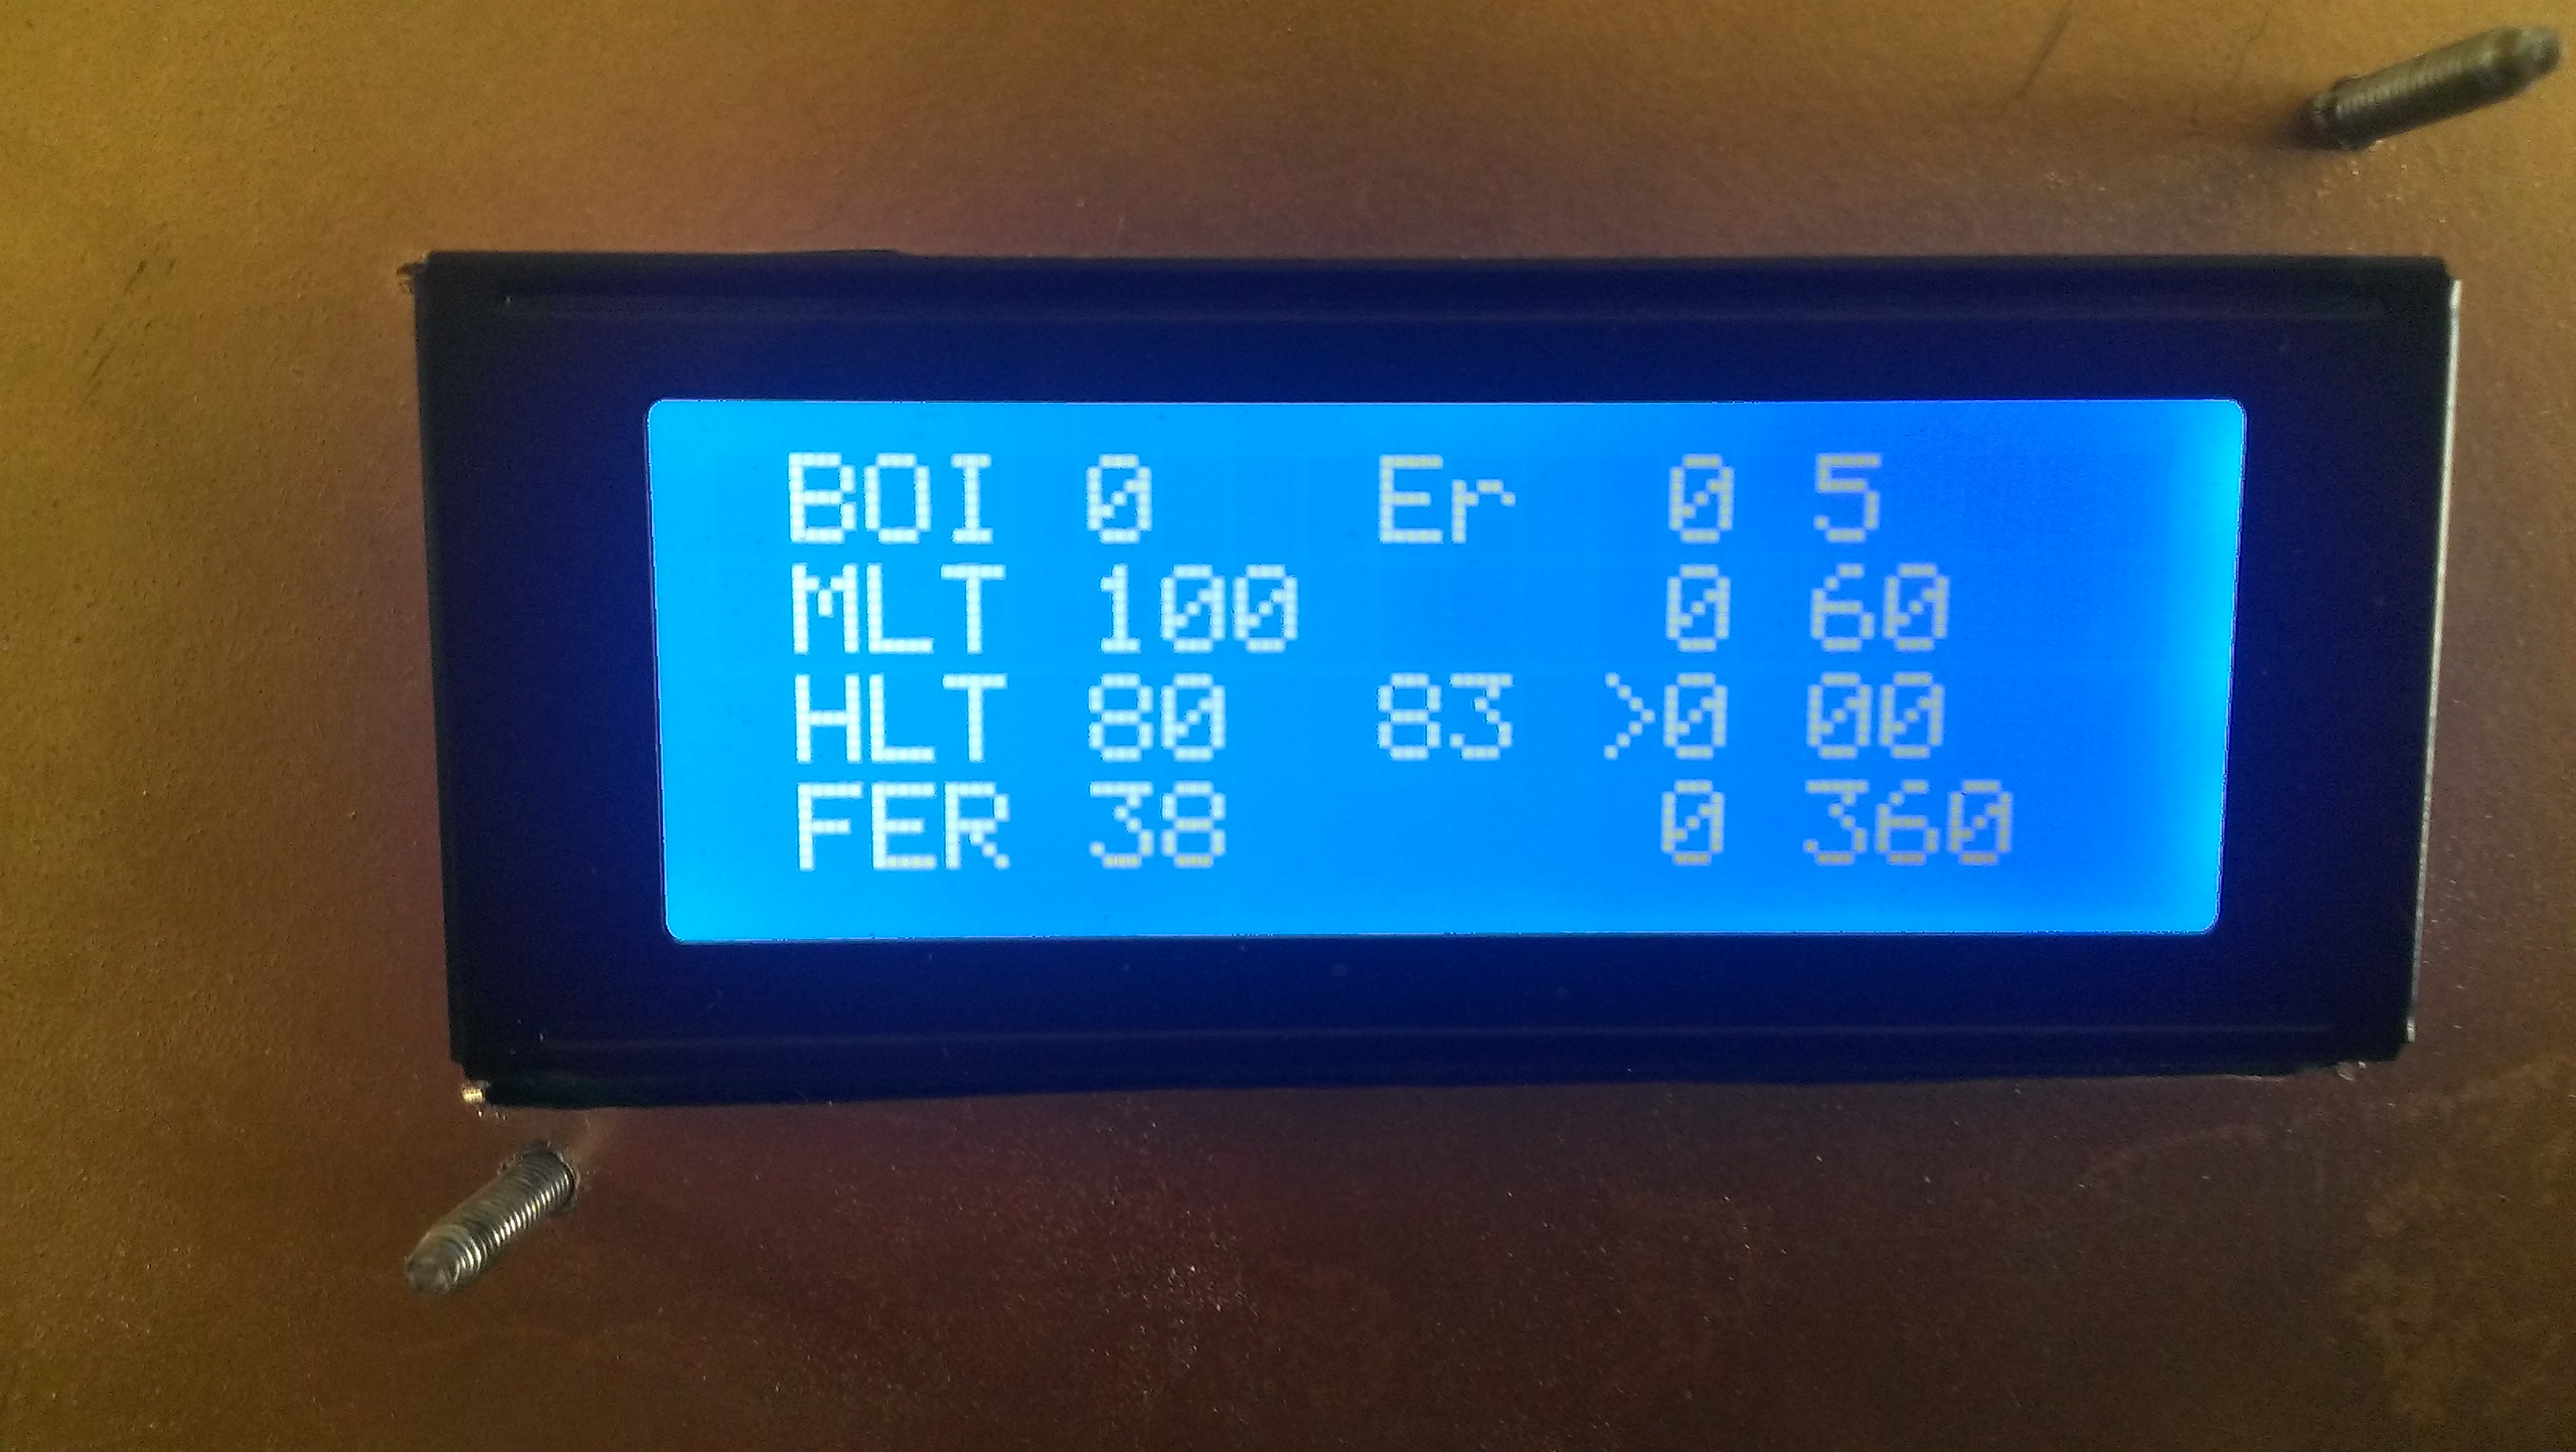 BOI 0 Er 0 5
MLT 100 0 60
HLT 80 83 >0 00
FER 38 0 360